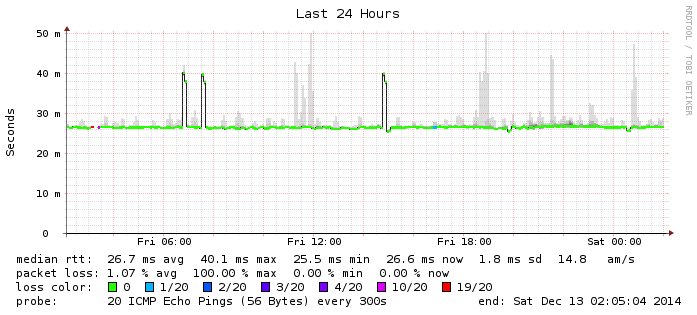 Last 24 Hours
RRDTOOL / TOBI OETIKER
Seconds
50 m
40 m
30 m
20 m
10 m
0
Fri 06:00 Fri 12:00 Fri 18:00 Sat 00:00
median rtt: 26.7 ms avg 40.1 ms max 25.5 ms min 26.6 ms now 1.8 ms sd 14.8 am/s
packet loss: 1.07 % avg 100.00 % max 0.00 % min 0.00 % now
loss color: 0 1/20 2/20 3/20 4/20 10/20 19/20
probe: 20 ICMP Echo Pings (56 Bytes) every 300s end: Sat Dec 13 02:05:04 2014